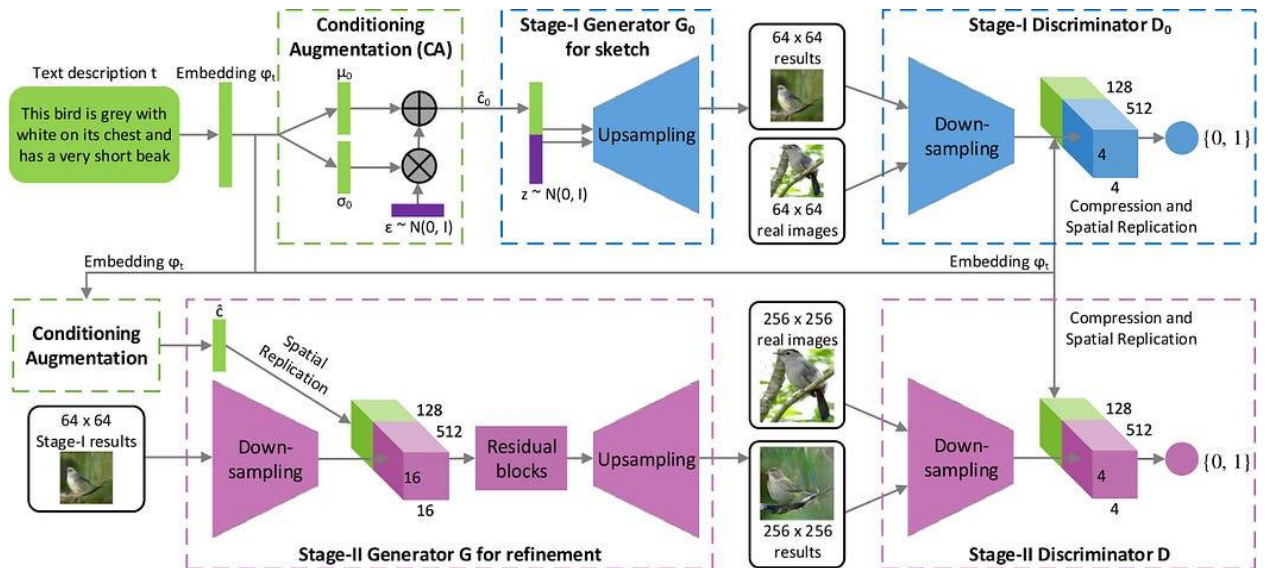 Conditioning
Augmentation (CA)
Stage-I Generator G₀
for sketch
Stage-I Discriminator D₀
Text description t
Embedding φₜ
This bird is grey with
white on its chest and
has a very short beak
μ₀
σ₀
ε ~ N(0, I)
ĉ₀
z ~ N(0, I)
Upsampling
64 x 64
results
64 x 64
real images
Down-
sampling
128
512
4
4
{0, 1}
Compression and
Spatial Replication
Embedding φₜ
Embedding φₜ
Conditioning
Augmentation
64 x 64
Stage-I results
ĉ
Spatial
Replication
Down-
sampling
128
512
16
16
Residual
blocks
Upsampling
Stage-II Generator G for refinement
256 x 256
real images
256 x 256
results
Compression and
Spatial Replication
Down-
sampling
128
512
4
4
{0, 1}
Stage-II Discriminator D